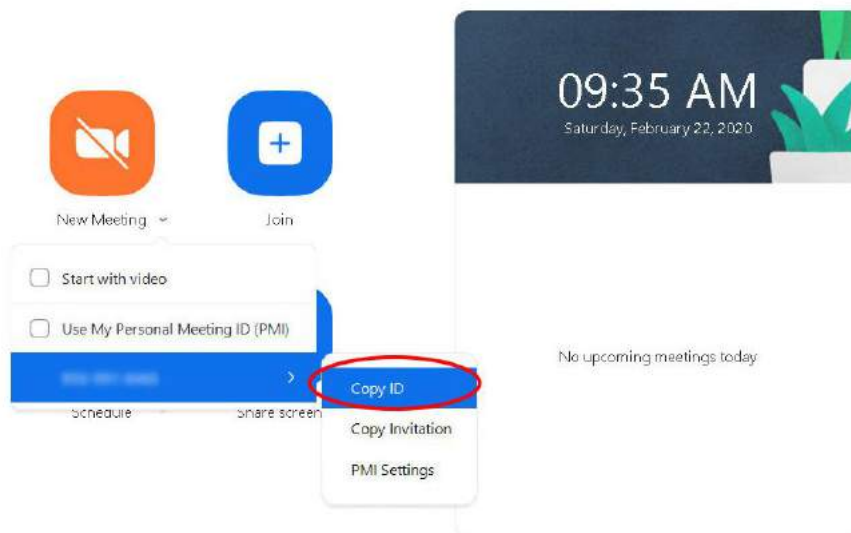 09:35 AM
Saturday, February 22, 2020
New Meeting
Join
Start with video
Use My Personal Meeting ID (PMI)
Copy ID
Schedule
Share screen
Copy Invitation
PMI Settings
No upcoming meetings today